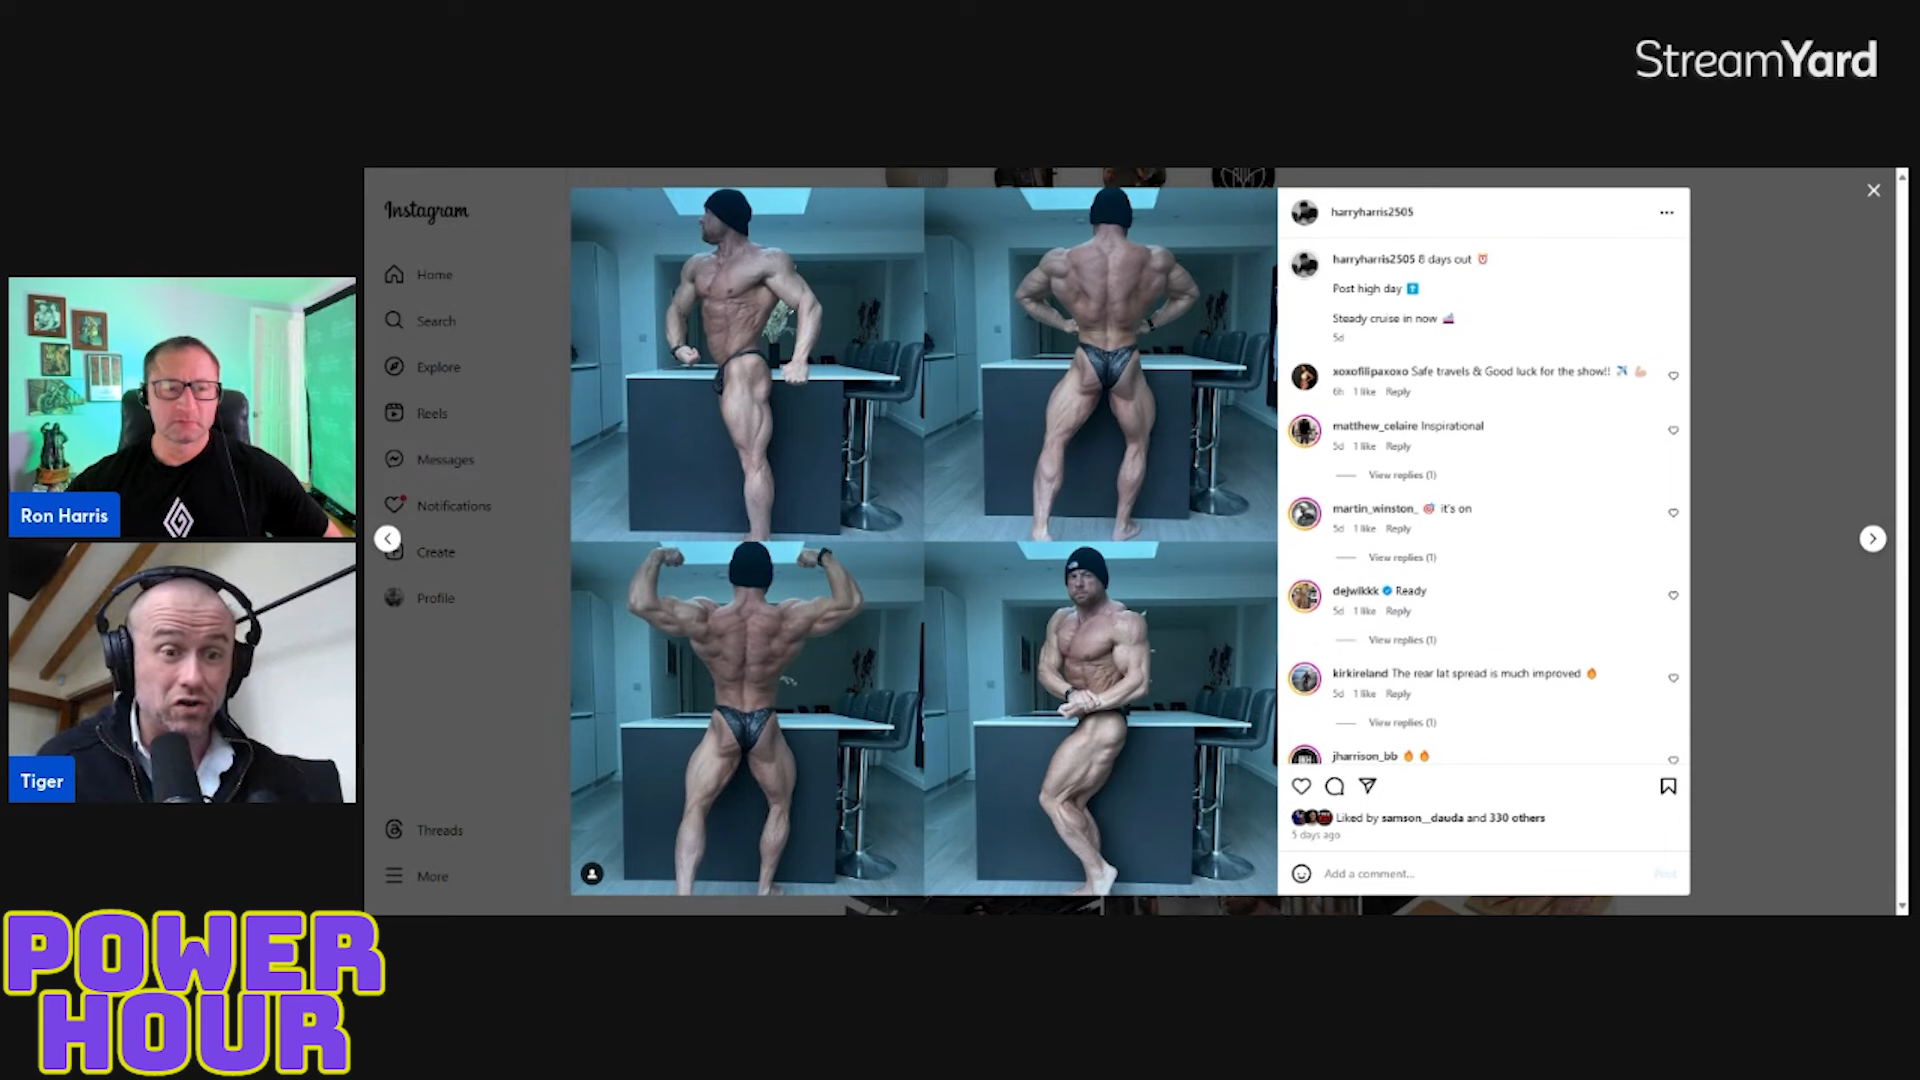 StreamYard
Instagram
Home
Search
Explore
Reels
Messages
Notifications
Create
Profile
Threads
More
harryharris2505
harryharris2505 8 days out
Post high day
Steady cruise in now
5d
xoxofilipaxoxo Safe travels & Good luck for the show!!
6h 1 like Reply
matthew_celaire Inspirational
5d 1 like Reply
View replies (1)
martin_winston_ it's on
5d 1 like Reply
View replies (1)
dejwikkk Ready
5d 1 like Reply
View replies (1)
kirkireland The rear lat spread is much improved
5d 1 like Reply
View replies (1)
jharrison_bb
Liked by samson__dauda and 330 others
5 days ago
Add a comment...
Post
Ron Harris
Tiger
POWER
HOUR